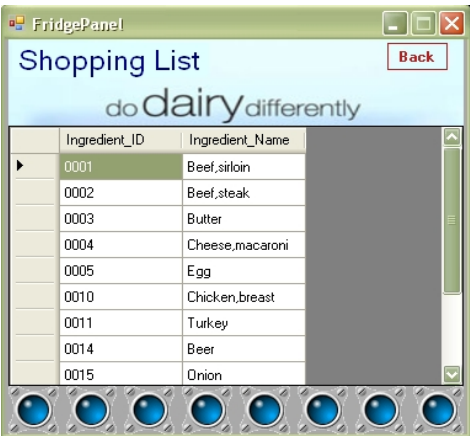 FridgePanel
Shopping List
Back
do dairy differently
Ingredient_ID Ingredient_Name
0001 Beef,sirloin
0002 Beef,steak
0003 Butter
0004 Cheese,macaroni
0005 Egg
0010 Chicken,breast
0011 Turkey
0014 Beer
0015 Onion